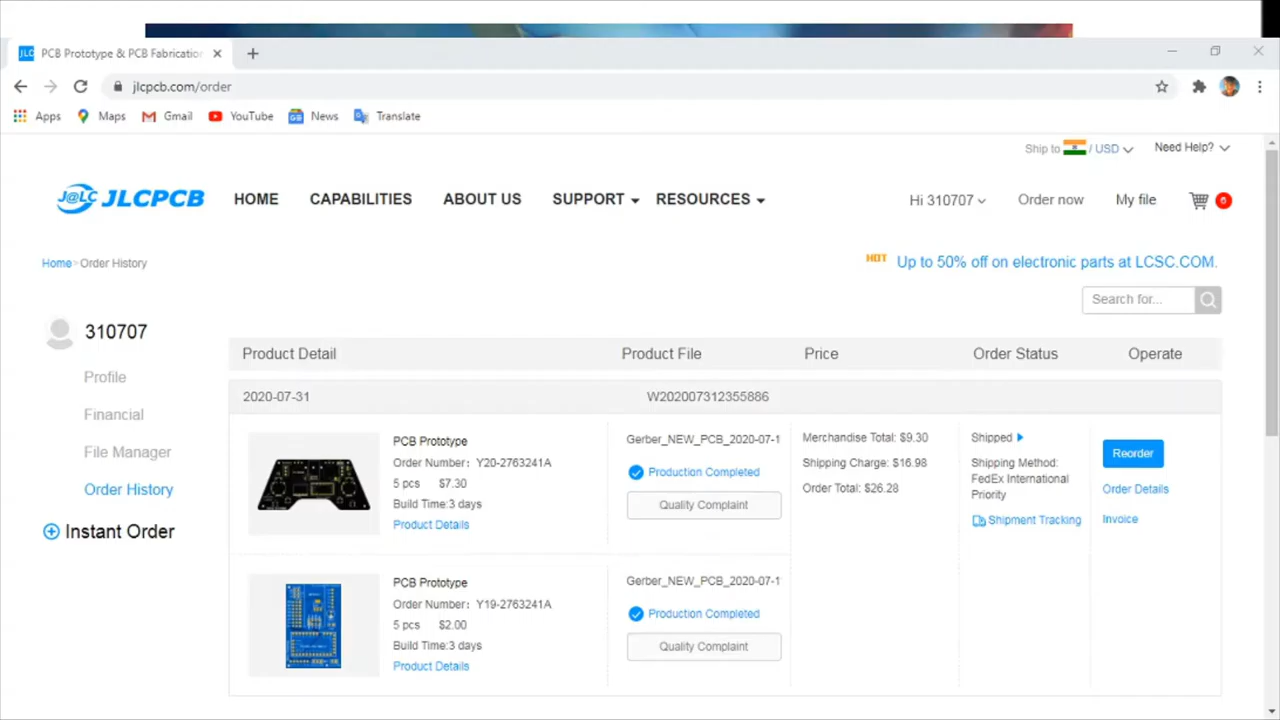 JLC PCB Prototype & PCB Fabrication
jlcpcb.com/order
Apps Maps Gmail YouTube News Translate
Ship to / USD Need Help?
J@LC JLCPCB HOME CAPABILITIES ABOUT US SUPPORT RESOURCES Hi 310707 Order now My file
Home > Order History
HOT Up to 50% off on electronic parts at LCSC.COM.
Search for...
310707
Profile
Financial
File Manager
Order History
Instant Order
Product Detail Product File Price Order Status Operate
2020-07-31 W202007312355886
PCB Prototype
Order Number: Y20-2763241A
5 pcs $7.30
Build Time:3 days
Product Details
Gerber_NEW_PCB_2020-07-1
Production Completed
Quality Complaint
Merchandise Total: $9.30
Shipping Charge: $16.98
Order Total: $26.28
Shipped
Shipping Method:
FedEx International
Priority
Shipment Tracking
Reorder
Order Details
Invoice
PCB Prototype
Order Number: Y19-2763241A
5 pcs $2.00
Build Time:3 days
Product Details
Gerber_NEW_PCB_2020-07-1
Production Completed
Quality Complaint